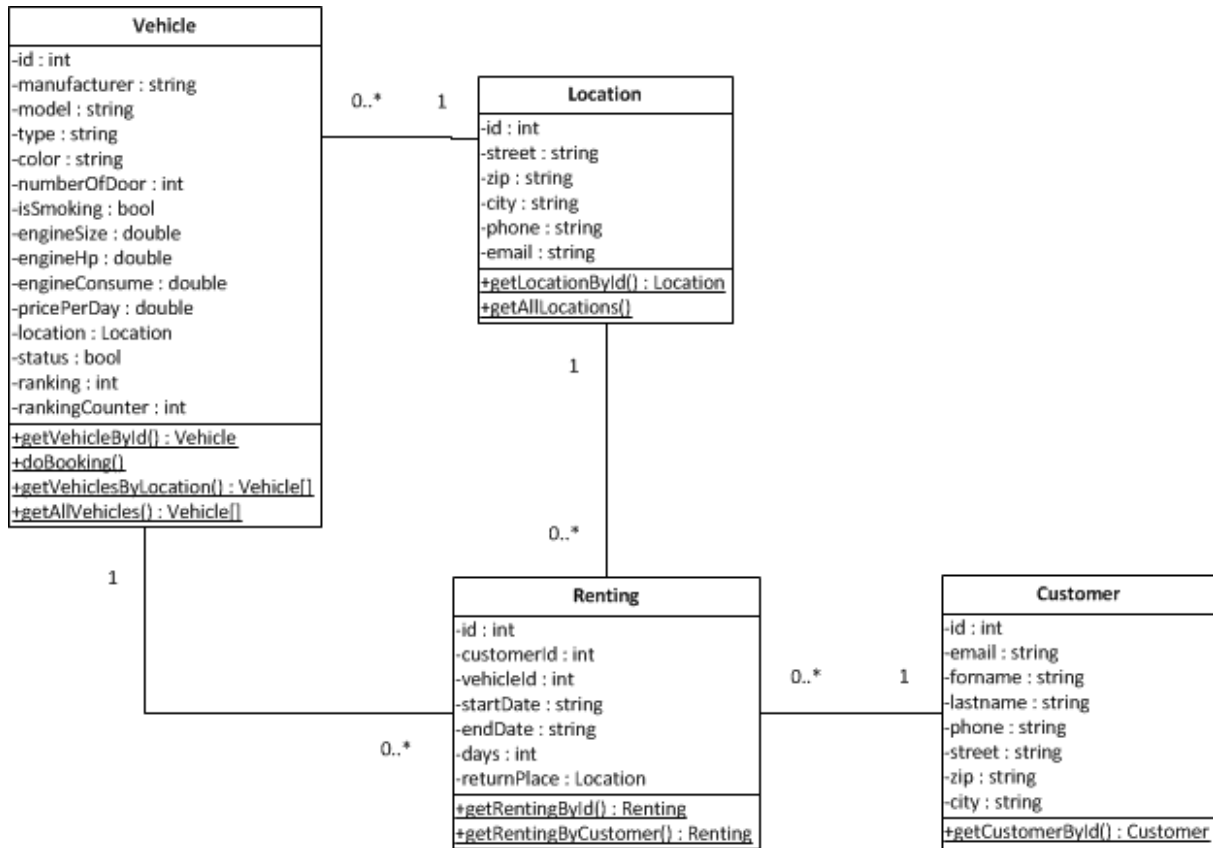 Vehicle
-id : int
-manufacturer : string
-model : string
-type : string
-color : string
-numberOfDoor : int
-isSmoking : bool
-engineSize : double
-engineHp : double
-engineConsume : double
-pricePerDay : double
-location : Location
-status : bool
-ranking : int
-rankingCounter : int
+getVehicleById() : Vehicle
+doBooking()
+getVehiclesByLocation() : Vehicle[]
+getAllVehicles() : Vehicle[]
0..*
1
Location
-id : int
-street : string
-zip : string
-city : string
-phone : string
-email : string
+getLocationById() : Location
+getAllLocations()
1
0..*
1
0..*
Renting
-id : int
-customerId : int
-vehicleId : int
-startDate : string
-endDate : string
-days : int
-returnPlace : Location
+getRentingById() : Renting
+getRentingByCustomer() : Renting
0..*
1
Customer
-id : int
-email : string
-forname : string
-lastname : string
-phone : string
-street : string
-zip : string
-city : string
+getCustomerById() : Customer